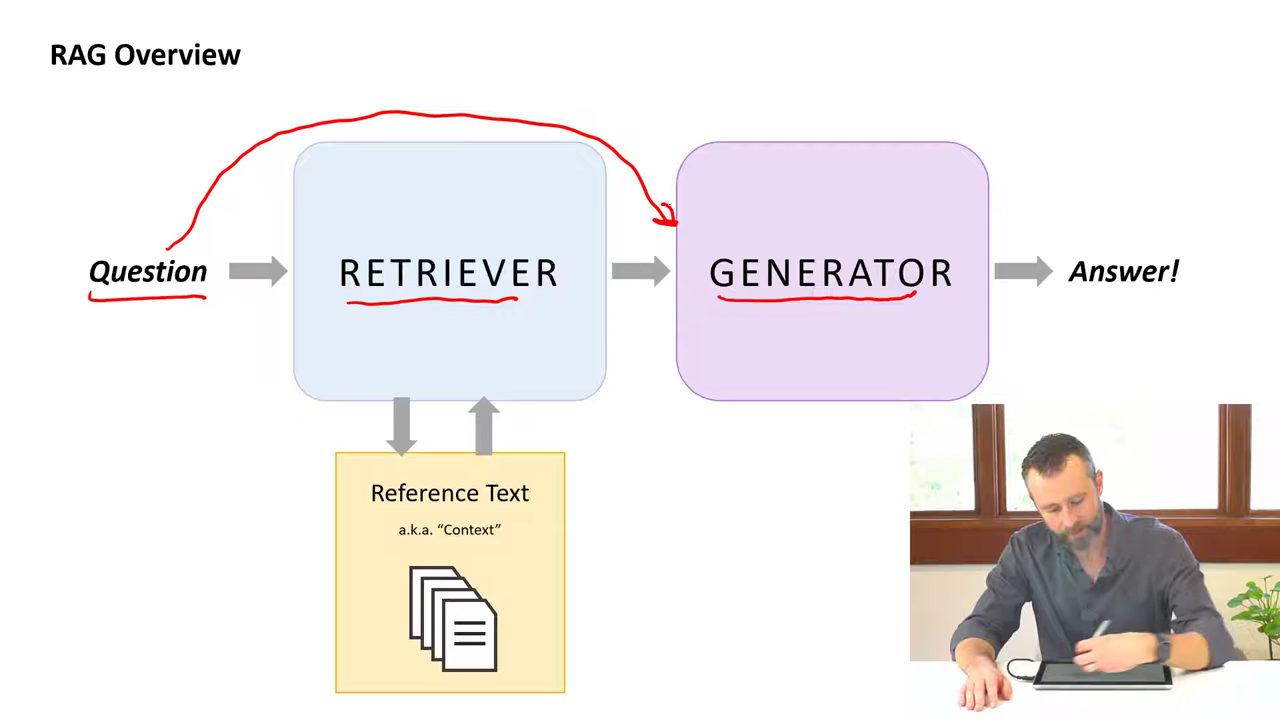 RAG Overview
Question
RETRIEVER
GENERATOR
Answer!
Reference Text
a.k.a. “Context”